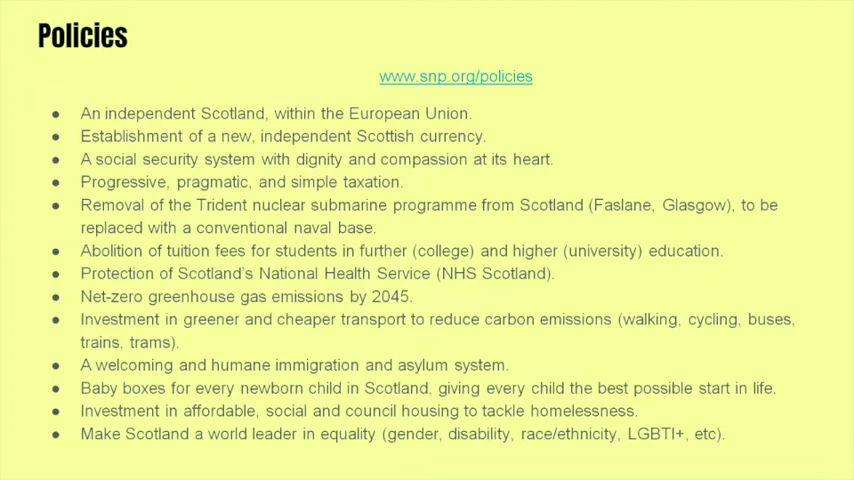 Policies
www.snp.org/policies
● An independent Scotland, within the European Union.
● Establishment of a new, independent Scottish currency.
● A social security system with dignity and compassion at its heart.
● Progressive, pragmatic, and simple taxation.
● Removal of the Trident nuclear submarine programme from Scotland (Faslane, Glasgow), to be
replaced with a conventional naval base.
● Abolition of tuition fees for students in further (college) and higher (university) education.
● Protection of Scotland's National Health Service (NHS Scotland).
● Net-zero greenhouse gas emissions by 2045.
● Investment in greener and cheaper transport to reduce carbon emissions (walking, cycling, buses,
trains, trams).
● A welcoming and humane immigration and asylum system.
● Baby boxes for every newborn child in Scotland, giving every child the best possible start in life.
● Investment in affordable, social and council housing to tackle homelessness.
● Make Scotland a world leader in equality (gender, disability, race/ethnicity, LGBTI+, etc).